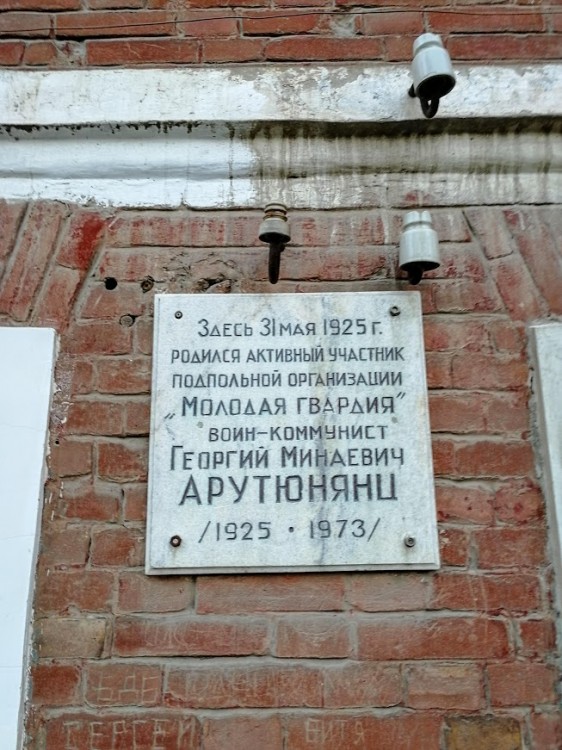 Здесь 31 мая 1925 г.
родился активный участник
подпольной организации
„Молодая гвардия"
воин-коммунист
Георгий Минаевич
АРУТЮНЯНЦ
/1925 · 1973/
СЕРГЕЙ
ВИТЯ